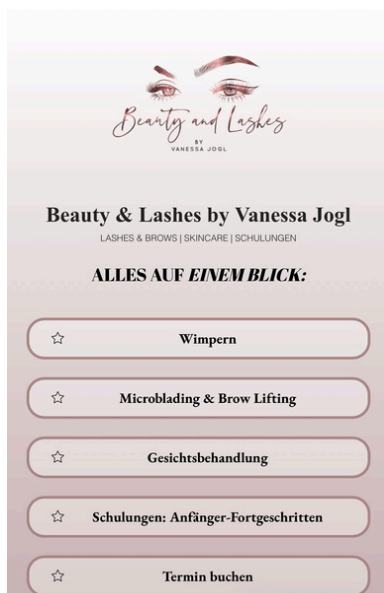 Beauty and Lashes
BY
VANESSA JOGL
Beauty & Lashes by Vanessa Jogl
LASHES & BROWS | SKINCARE | SCHULUNGEN
ALLES AUF EINEM BLICK:
Wimpern
Microblading & Brow Lifting
Gesichtsbehandlung
Schulungen: Anfänger-Fortgeschritten
Termin buchen